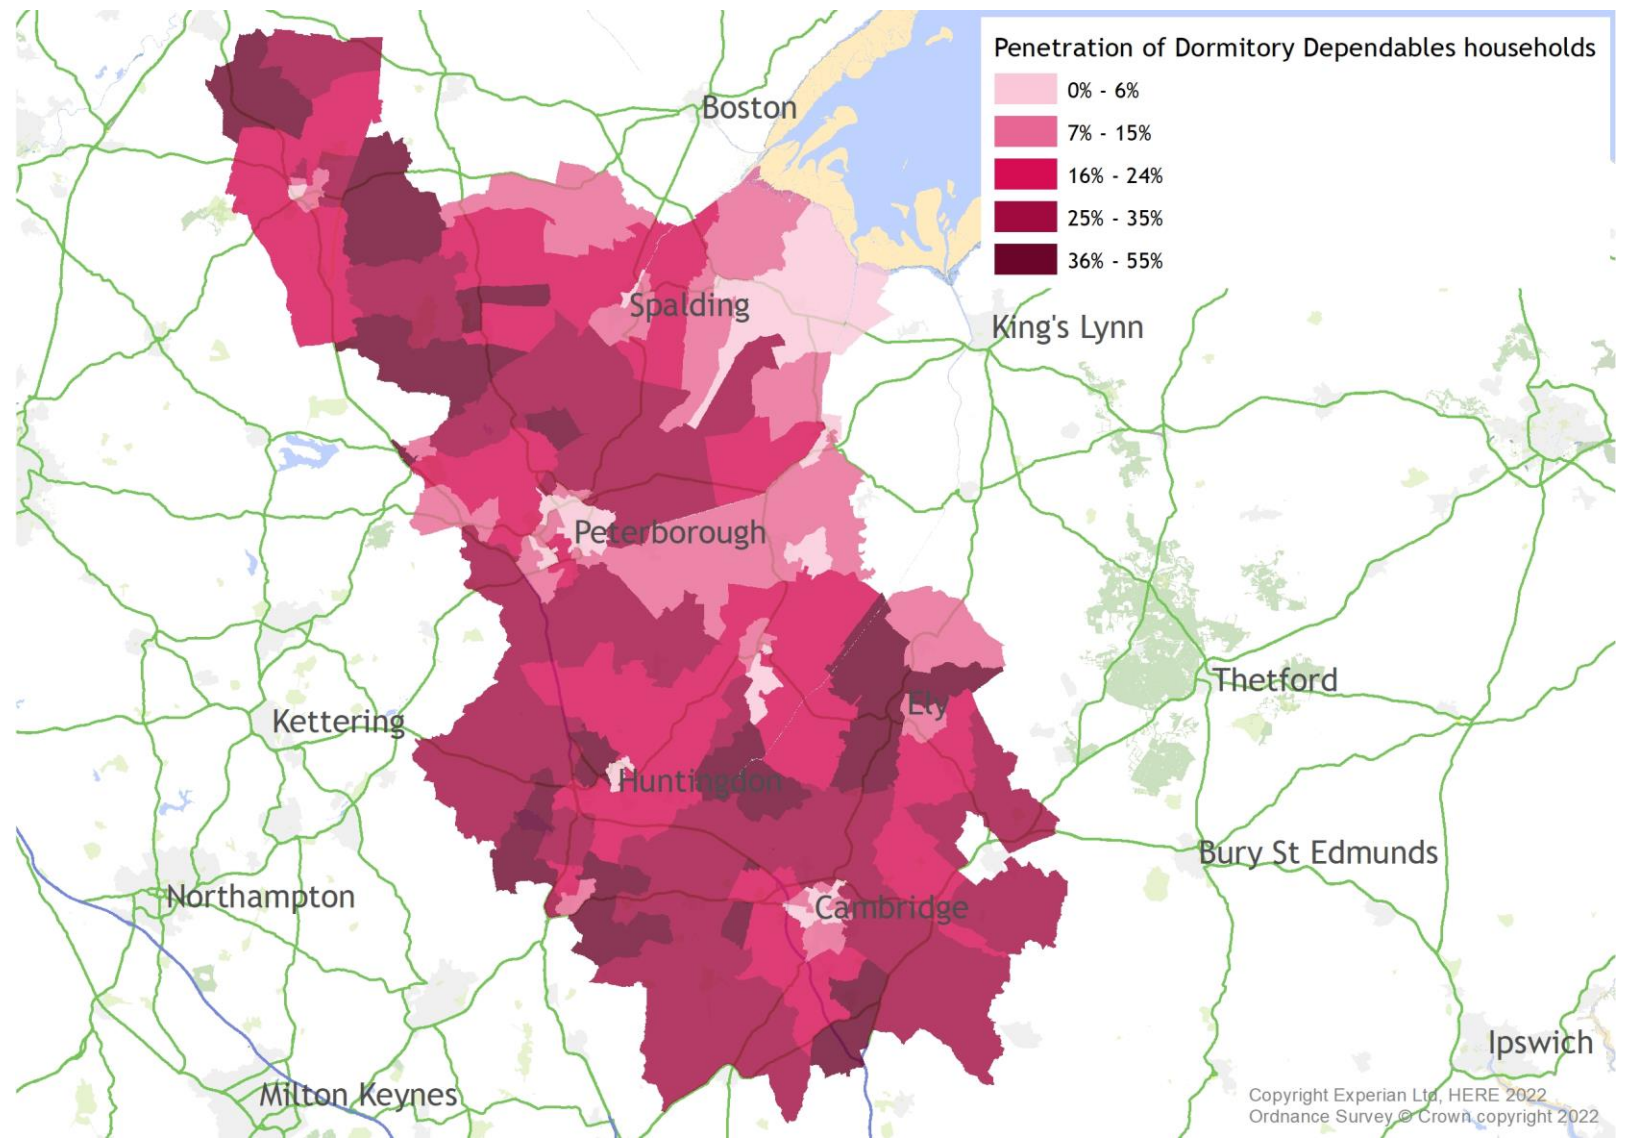 Penetration of Dormitory Dependables households
0% - 6%
7% - 15%
16% - 24%
25% - 35%
36% - 55%
Boston
Spalding
King's Lynn
Peterborough
Thetford
Ely
Kettering
Huntingdon
Bury St Edmunds
Northampton
Cambridge
Ipswich
Milton Keynes
Copyright Experian Ltd, HERE 2022
Ordnance Survey © Crown copyright 2022